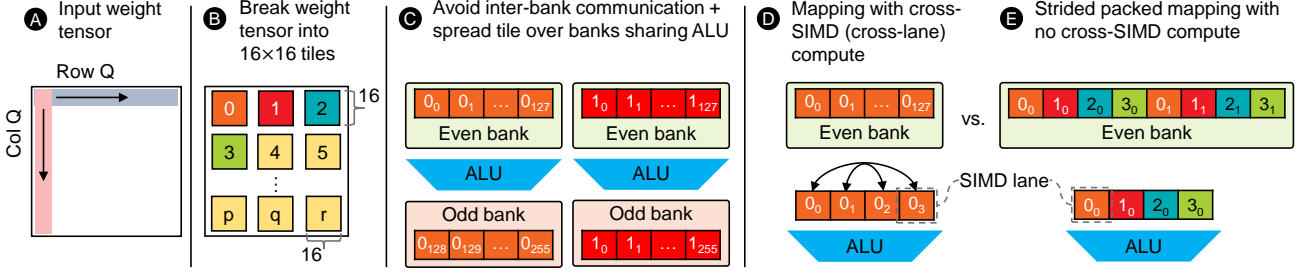 A Input weight
tensor
Row Q
Col Q
B Break weight
tensor into
16×16 tiles
0 1 2
16
3 4 5
⋮
p q r
16
C Avoid inter-bank communication +
spread tile over banks sharing ALU
0₀ 0₁ … 0₁₂₇
Even bank
ALU
Odd bank
0₁₂₈ 0₁₂₉ … 0₂₅₅
1₀ 1₁ … 1₁₂₇
Even bank
ALU
Odd bank
1₀ 1₁ … 1₂₅₅
D Mapping with cross-
SIMD (cross-lane)
compute
0₀ 0₁ … 0₁₂₇
Even bank
0₀ 0₁ 0₂ 0₃
ALU
vs.
SIMD lane
E Strided packed mapping with
no cross-SIMD compute
0₀ 1₀ 2₀ 3₀ 0₁ 1₁ 2₁ 3₁
Even bank
0₀ 1₀ 2₀ 3₀
ALU